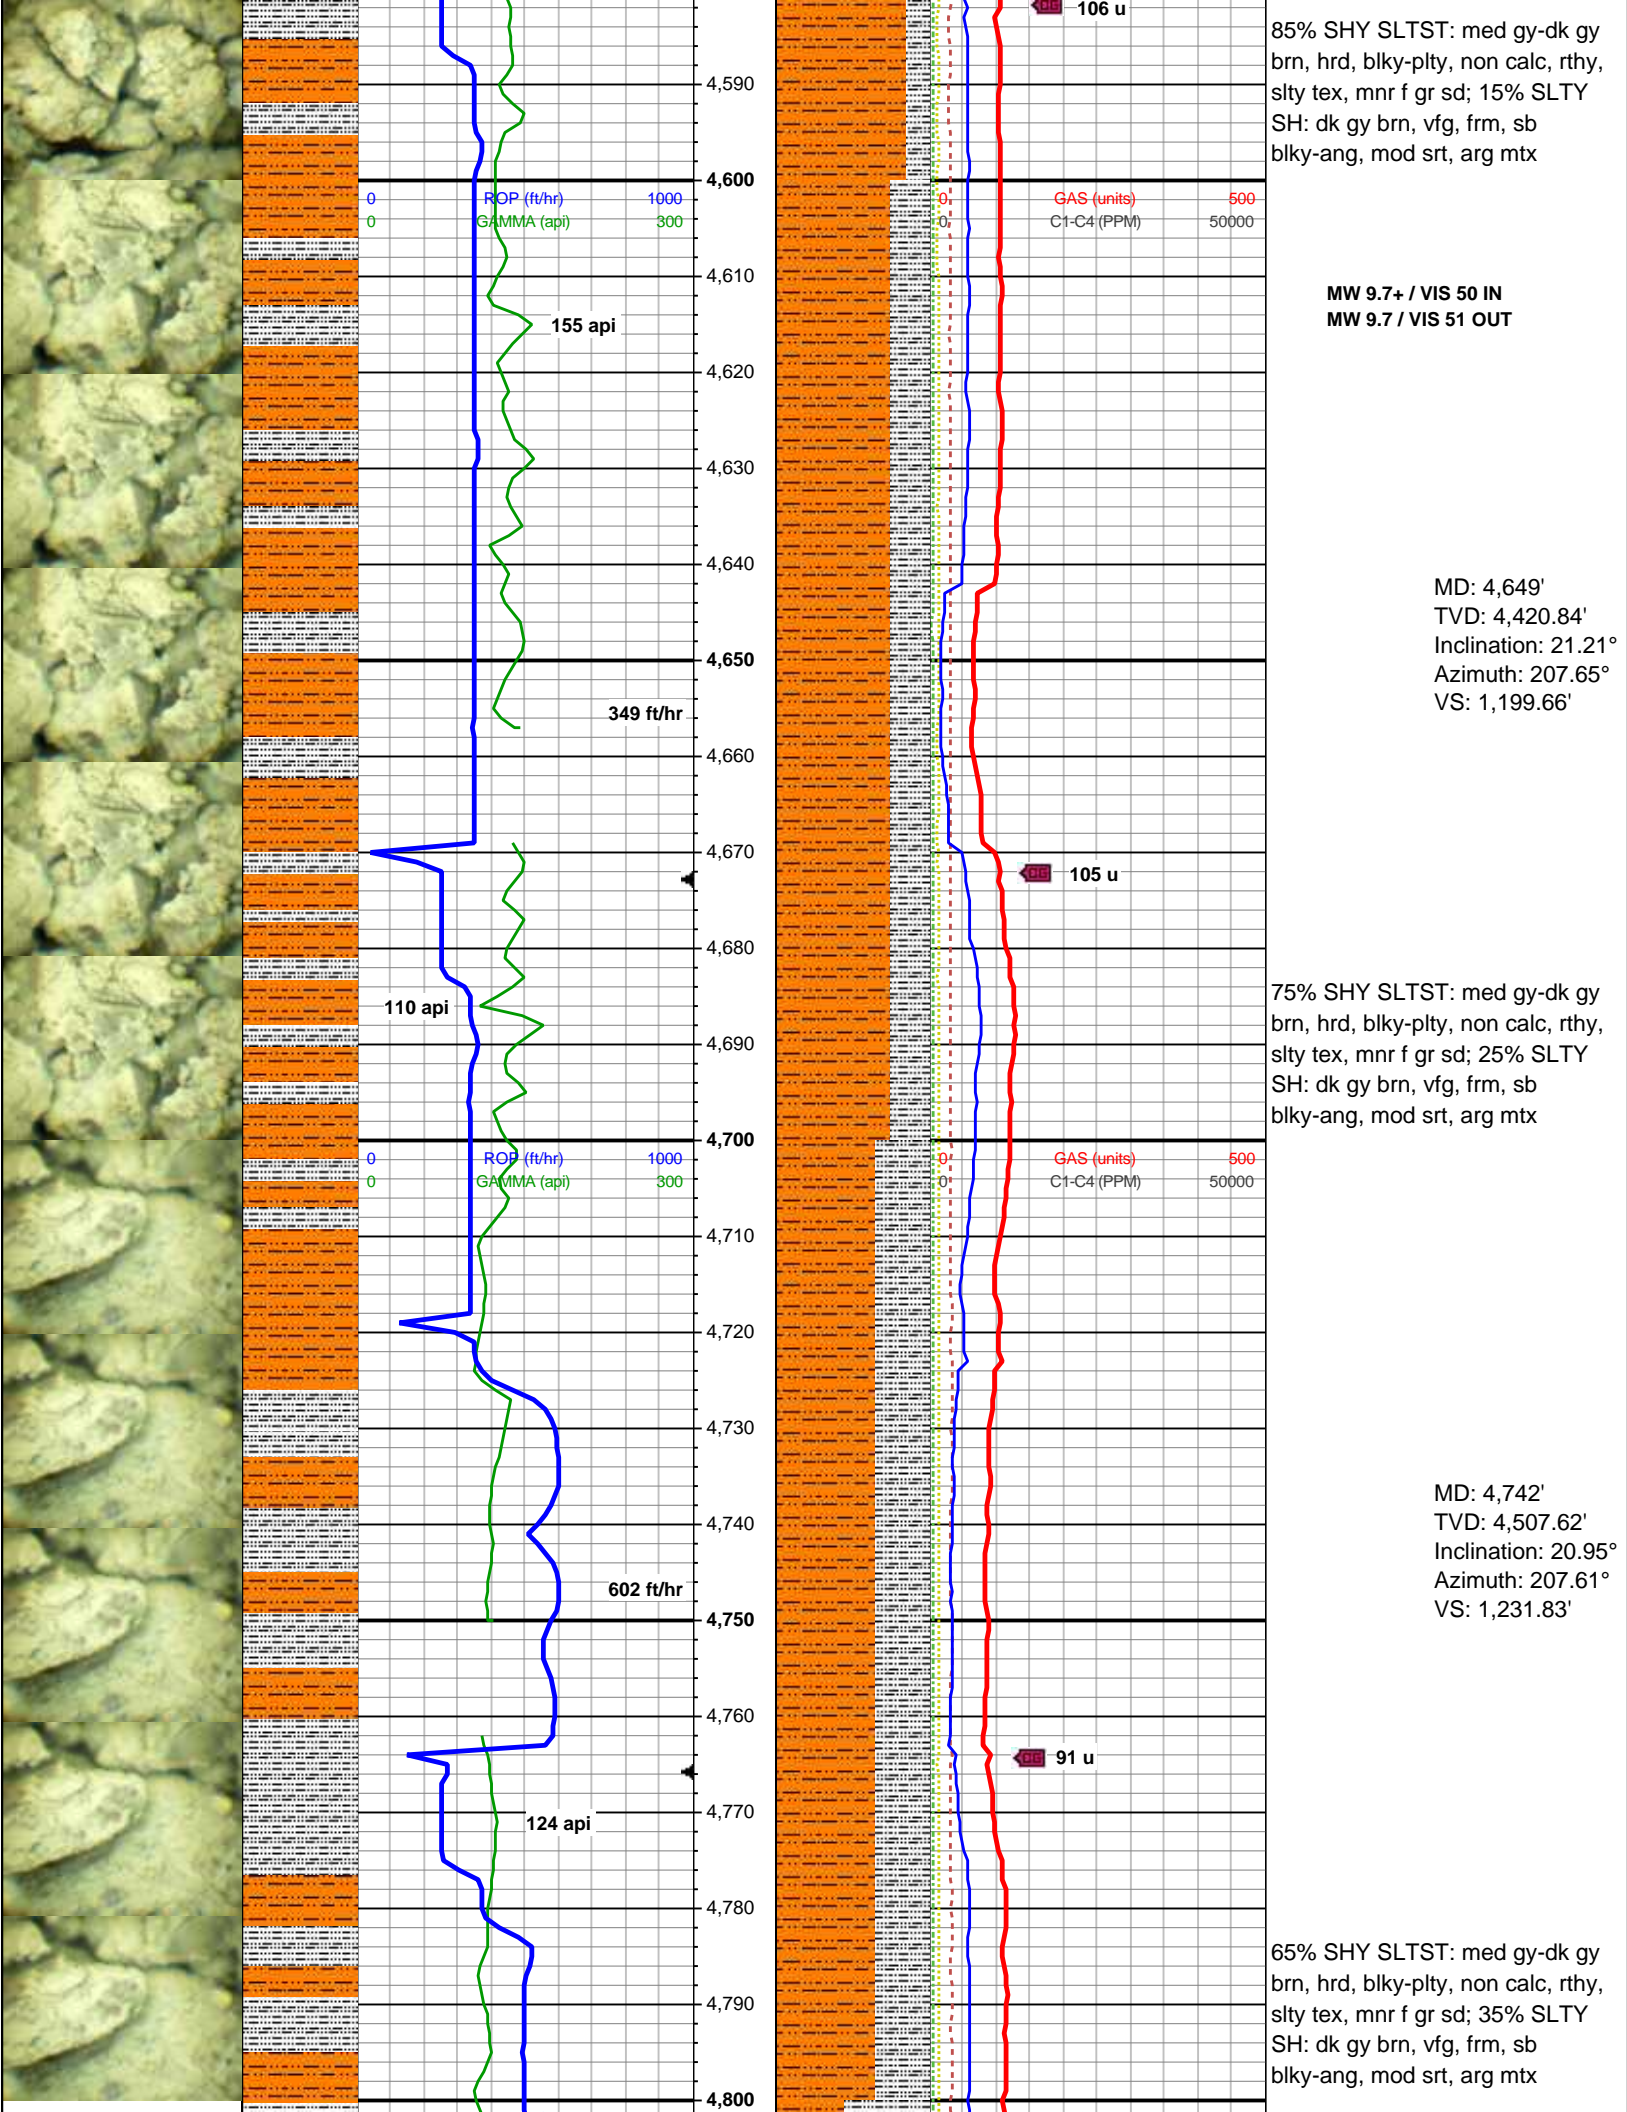 106 u
85% SHY SLTST: med gy-dk gy
brn, hrd, blky-plty, non calc, rthy,
slty tex, mnr f gr sd; 15% SLTY
SH: dk gy brn, vfg, frm, sb
blky-ang, mod srt, arg mtx
4,590
4,600
0 ROP (ft/hr) 1000
0 GAMMA (api) 300
0 GAS (units) 500
0 C1-C4 (PPM) 50000
4,610
MW 9.7+ / VIS 50 IN
MW 9.7 / VIS 51 OUT
155 api
4,620
4,630
4,640
MD: 4,649'
TVD: 4,420.84'
Inclination: 21.21°
Azimuth: 207.65°
VS: 1,199.66'
4,650
349 ft/hr
4,660
4,670
CG 105 u
4,680
110 api
75% SHY SLTST: med gy-dk gy
brn, hrd, blky-plty, non calc, rthy,
slty tex, mnr f gr sd; 25% SLTY
SH: dk gy brn, vfg, frm, sb
blky-ang, mod srt, arg mtx
4,690
4,700
0 ROP (ft/hr) 1000
0 GAMMA (api) 300
0 GAS (units) 500
0 C1-C4 (PPM) 50000
4,710
4,720
4,730
4,740
MD: 4,742'
TVD: 4,507.62'
Inclination: 20.95°
Azimuth: 207.61°
VS: 1,231.83'
602 ft/hr
4,750
4,760
CG 91 u
4,770
124 api
4,780
65% SHY SLTST: med gy-dk gy
brn, hrd, blky-plty, non calc, rthy,
slty tex, mnr f gr sd; 35% SLTY
SH: dk gy brn, vfg, frm, sb
blky-ang, mod srt, arg mtx
4,790
4,800